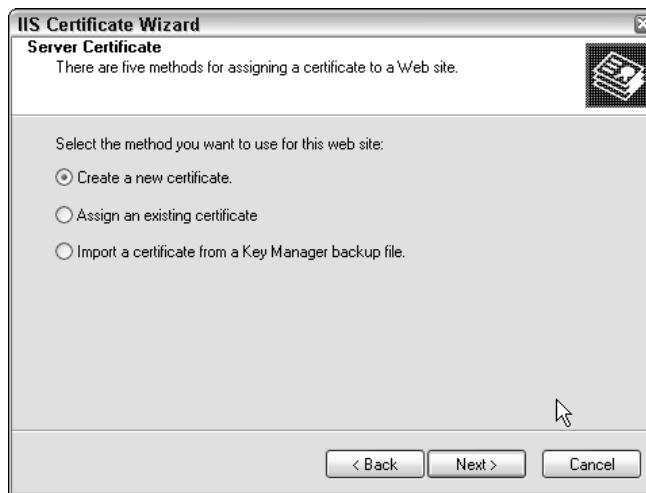 IIS Certificate Wizard
Server Certificate
There are five methods for assigning a certificate to a Web site.
Select the method you want to use for this web site:
Create a new certificate.
Assign an existing certificate
Import a certificate from a Key Manager backup file.
< Back Next > Cancel